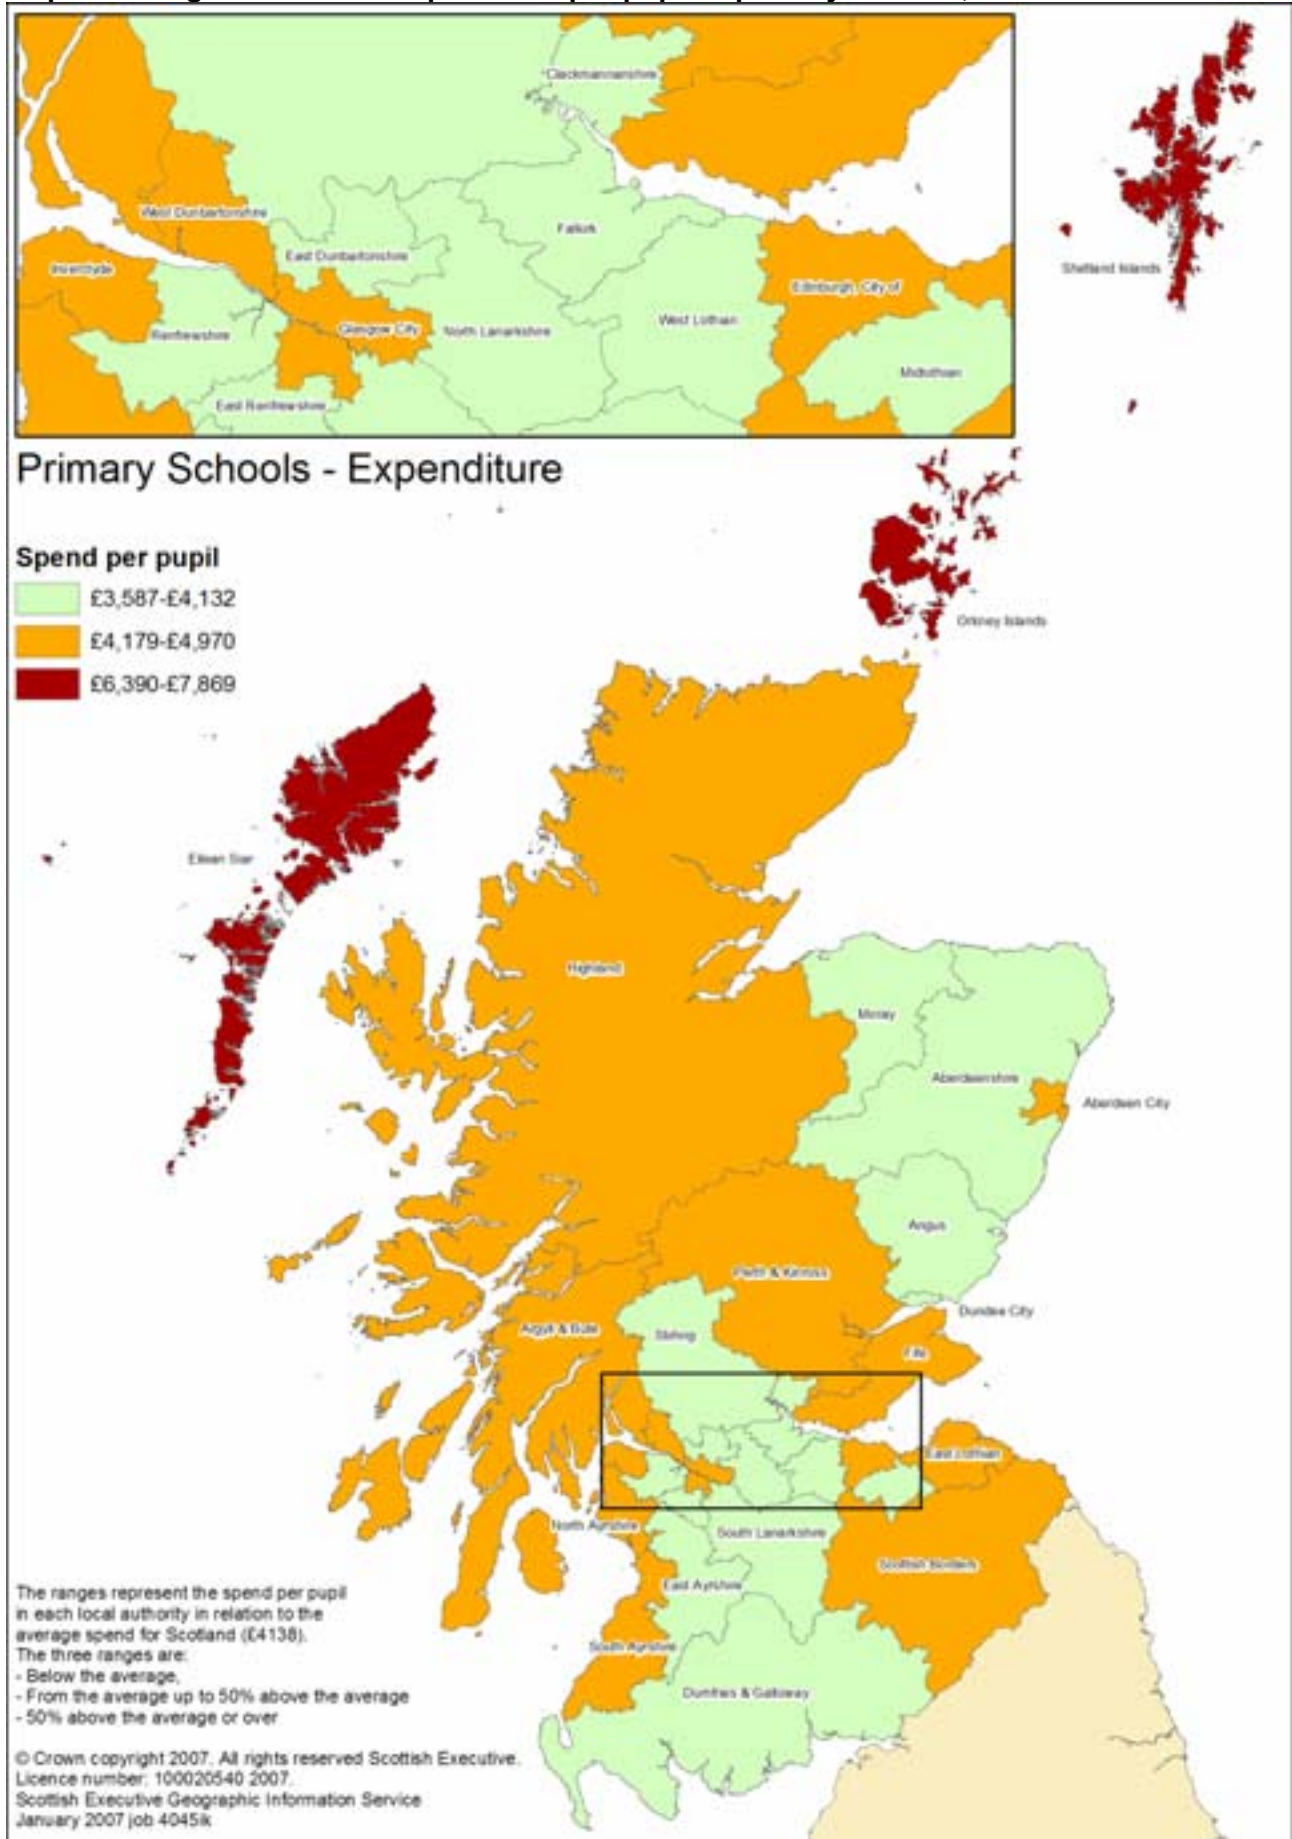 Clackmannanshire
West Dunbartonshire
Falkirk
East Dunbartonshire
Inverclyde
Edinburgh, City of
Shetland Islands
Renfrewshire
Glasgow City
North Lanarkshire
West Lothian
Midlothian
East Renfrewshire
Primary Schools - Expenditure
Spend per pupil
£3,587-£4,132
£4,179-£4,970
£6,390-£7,869
Orkney Islands
Eilean Siar
Highland
Moray
Aberdeenshire
Aberdeen City
Angus
Perth & Kinross
Dundee City
Argyll & Bute
Stirling
Fife
East Lothian
North Ayrshire
South Lanarkshire
Scottish Borders
East Ayrshire
South Ayrshire
Dumfries & Galloway
The ranges represent the spend per pupil
in each local authority in relation to the
average spend for Scotland (£4138).
The three ranges are:
- Below the average,
- From the average up to 50% above the average
- 50% above the average or over
© Crown copyright 2007. All rights reserved Scottish Executive.
Licence number: 100020540 2007.
Scottish Executive Geographic Information Service
January 2007 job 4045ik